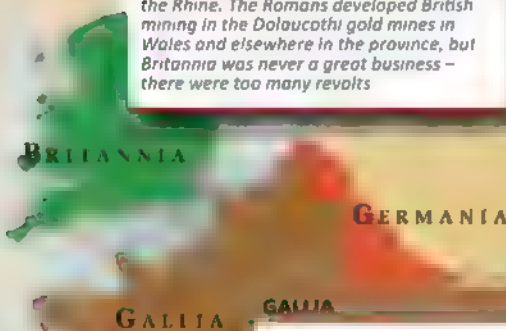 the Rhine. The Romans developed British
mining in the Dolaucothi gold mines in
Wales and elsewhere in the province, but
Britannia was never a great business –
there were too many revolts
BRITANNIA
GERMANIA
GALLIA
GALLIA